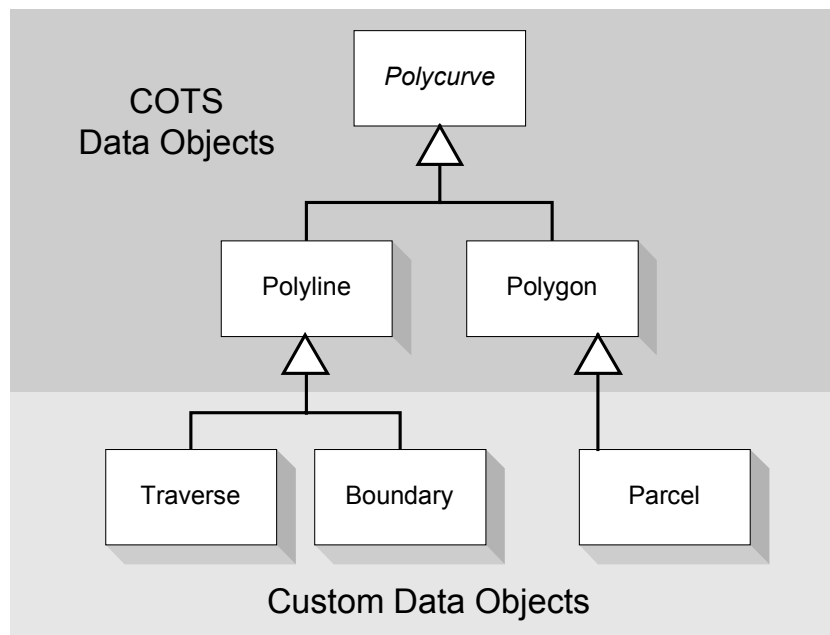 Polycurve
COTS
Data Objects
Polyline
Polygon
Traverse
Boundary
Parcel
Custom Data Objects